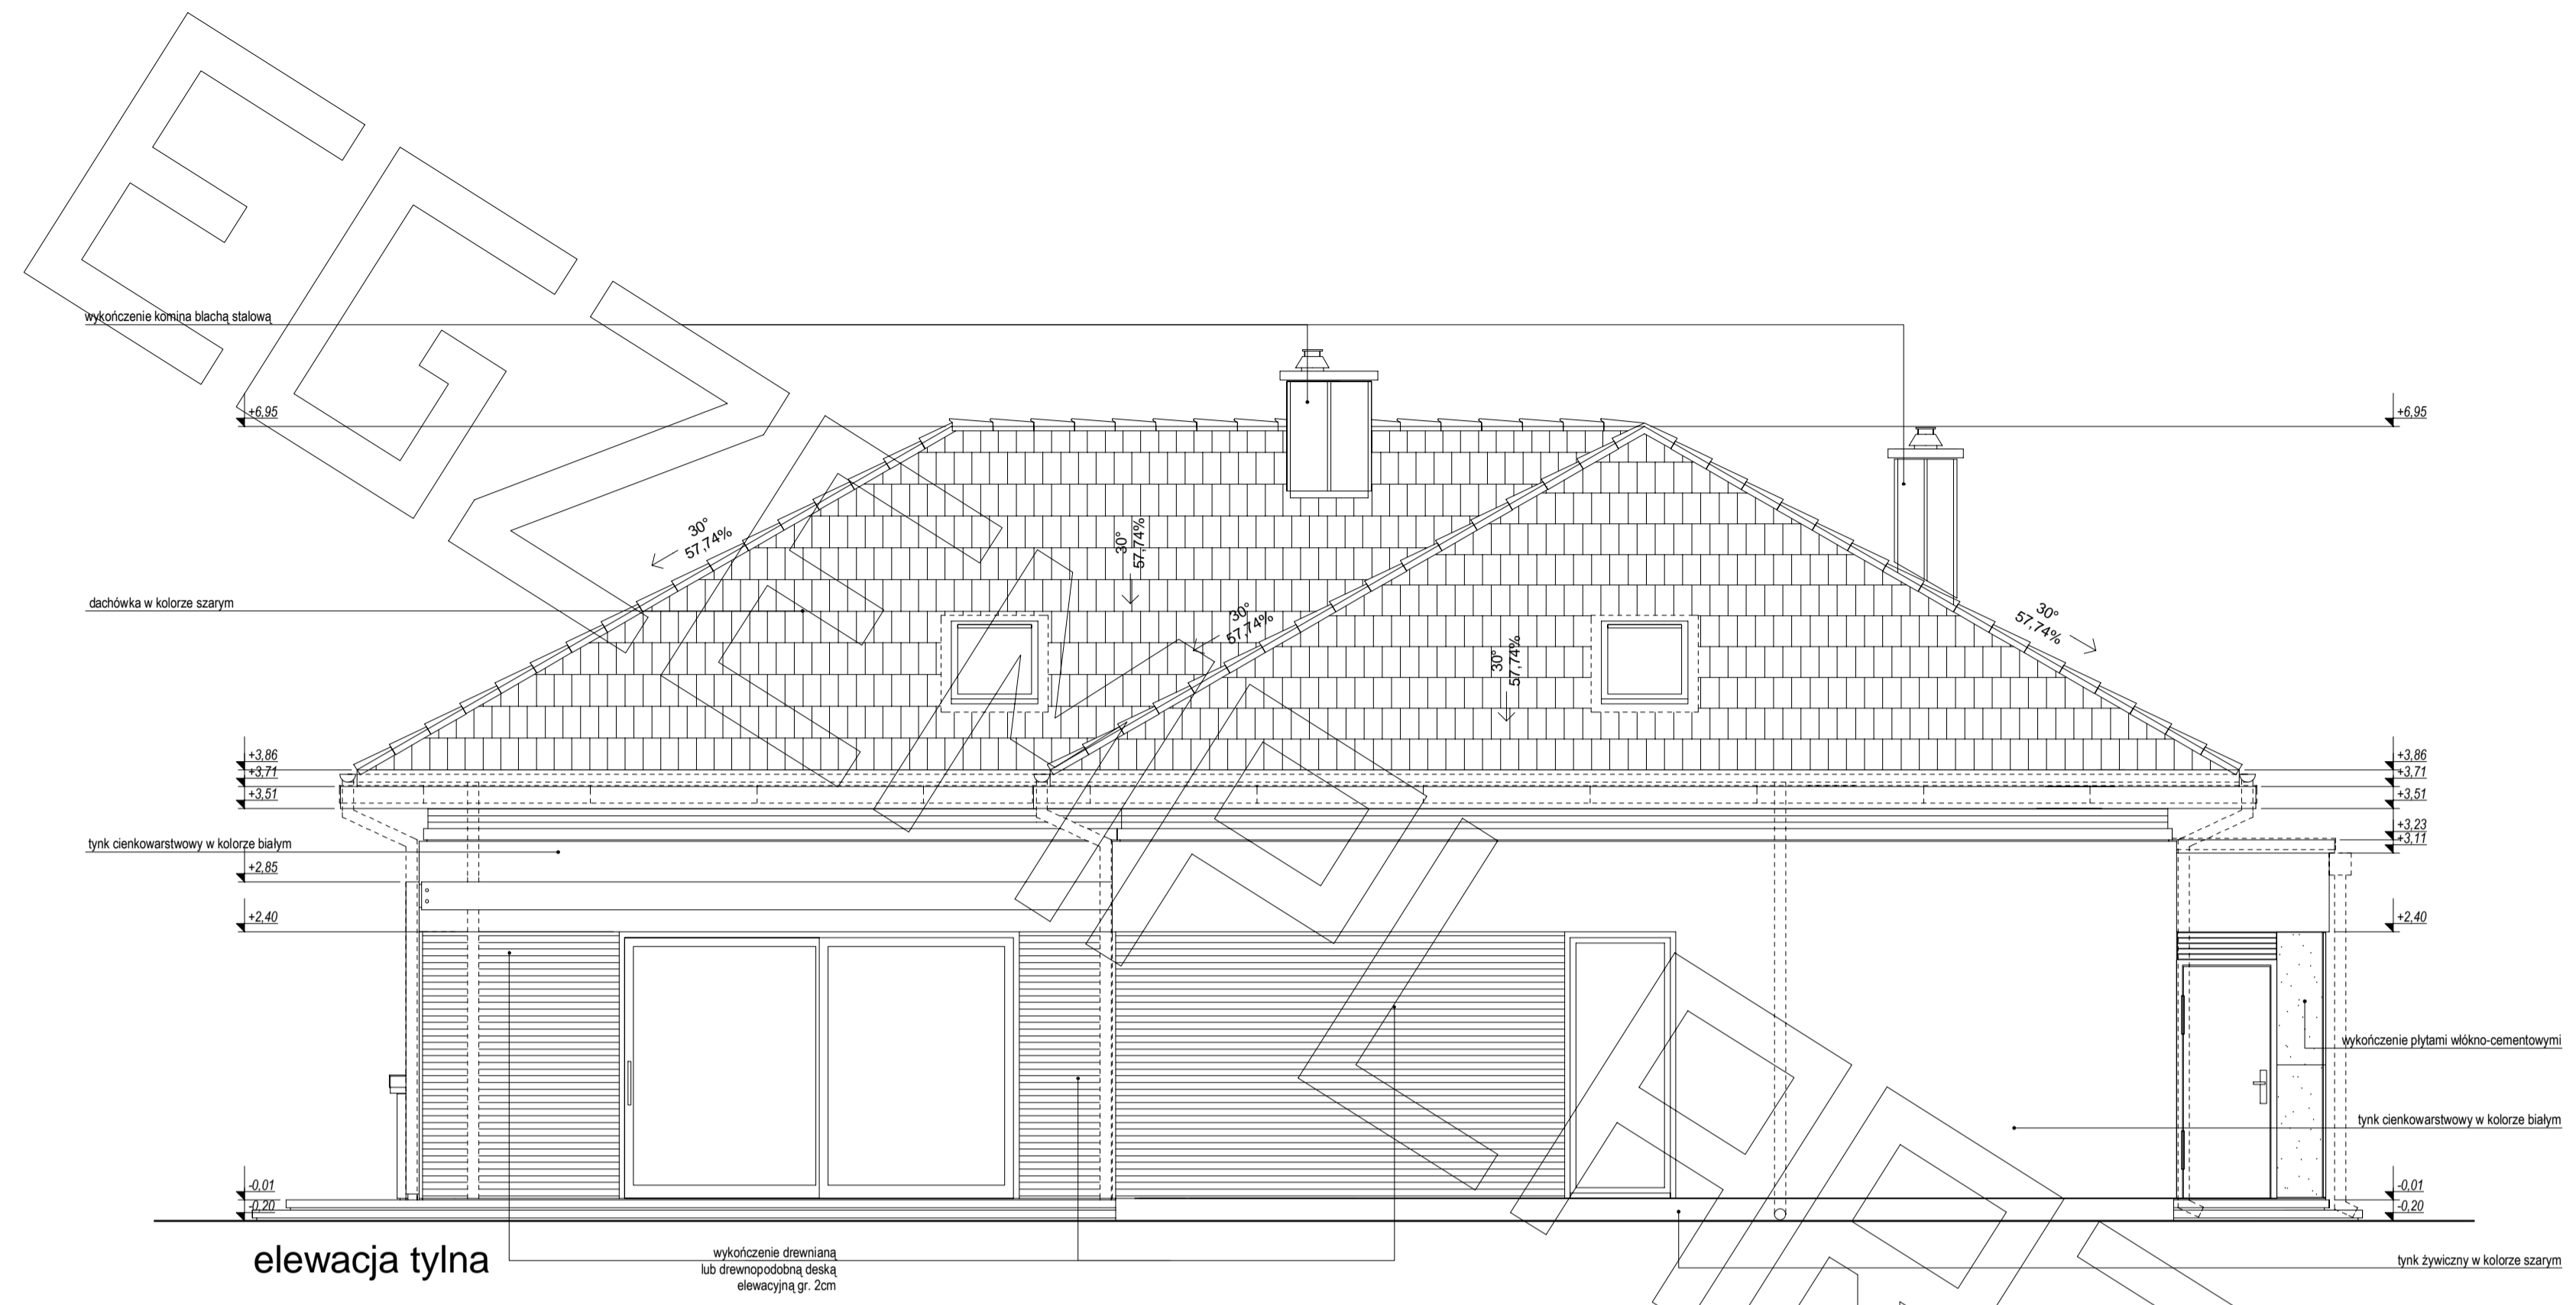 wykończenie komina blachą stalową
+6,95
+6,95
30°
57,74%
30°
57,74%
dachówka w kolorze szarym
30°
57,74%
30°
57,74%
30°
57,74%
+3,86
+3,71
+3,51
+3,86
+3,71
+3,51
+3,23
+3,11
tynk cienkowarstwowy w kolorze białym
+2,85
+2,40
+2,40
wykończenie płytami włókno-cementowymi
tynk cienkowarstwowy w kolorze białym
-0,01
-0,20
-0,01
-0,20
elewacja tylna
wykończenie drewnianą
lub drewnopodobną deską
elewacyjną gr. 2cm
tynk żywiczny w kolorze szarym